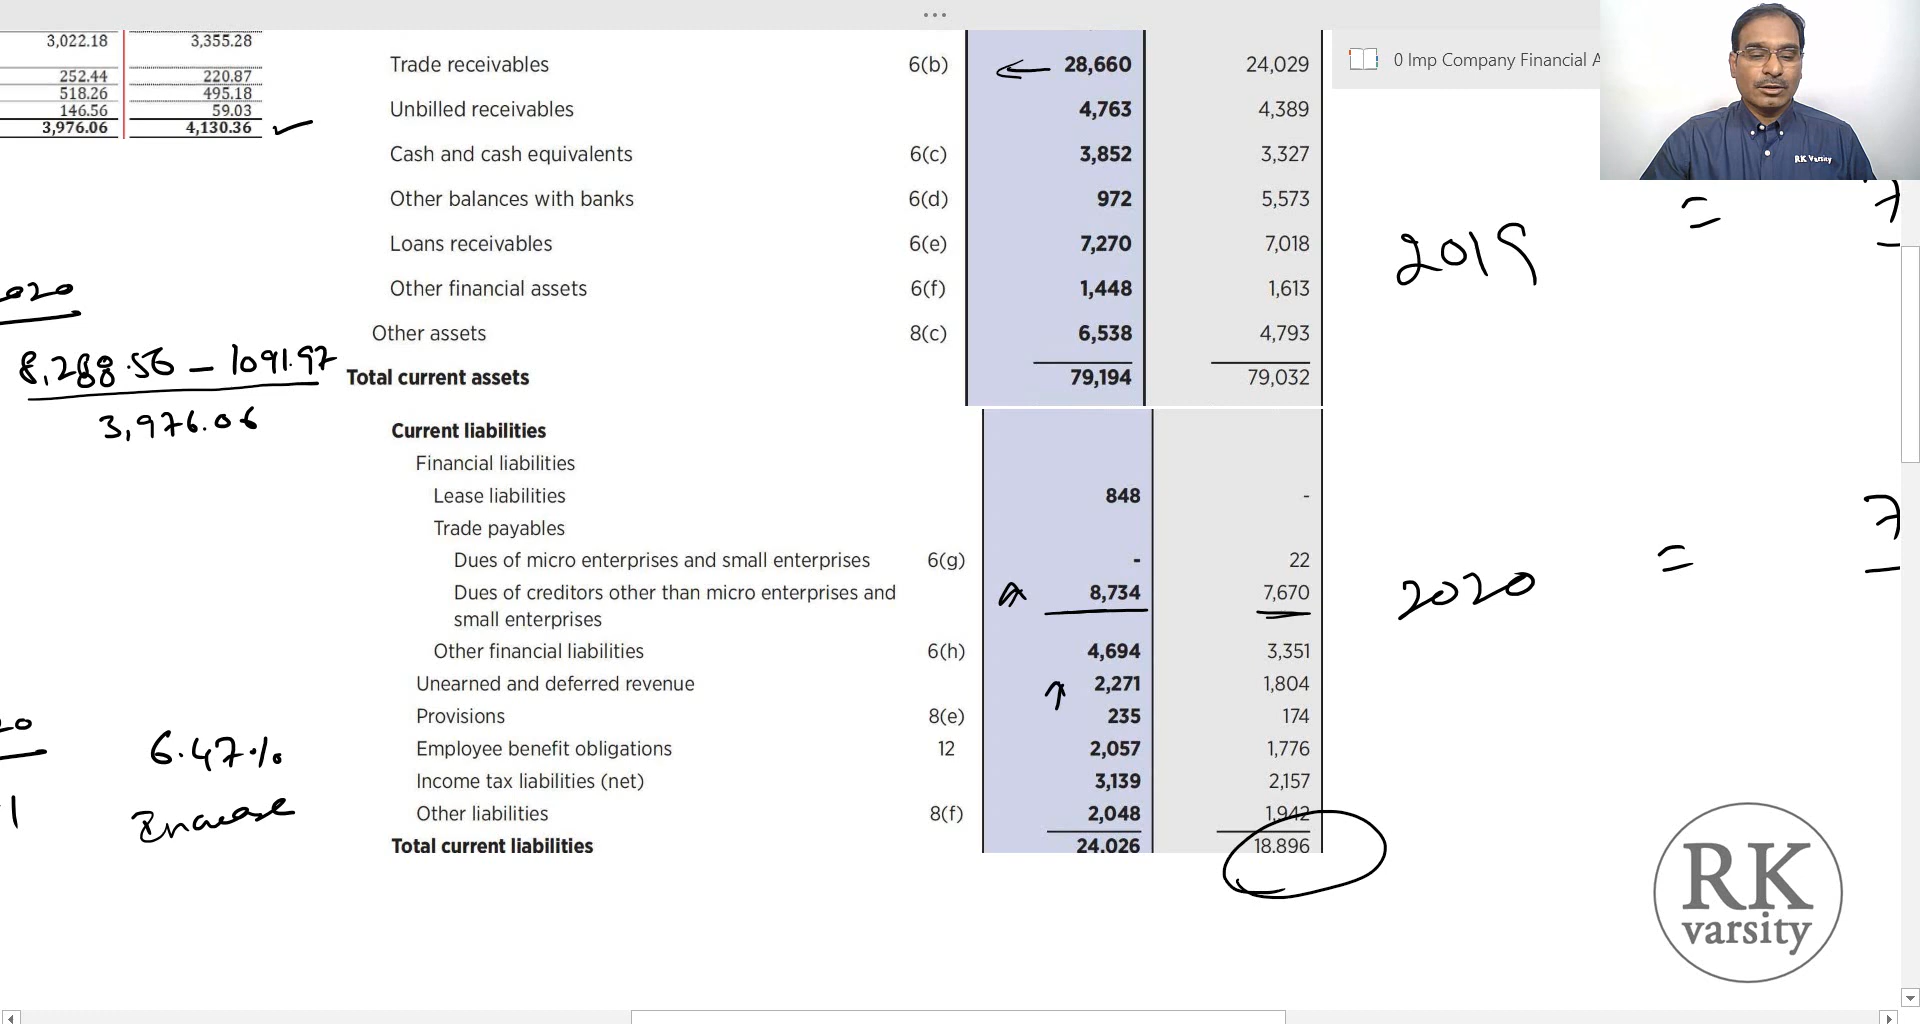 3,022.18 3,355.28
252.44 220.87
518.26 495.18
146.56 59.03
3,976.06 4,130.36
8,288.56 – 1091.97
3,976.06
6.47%
Increase
Trade receivables 6(b) 28,660 24,029
Unbilled receivables 4,763 4,389
Cash and cash equivalents 6(c) 3,852 3,327
Other balances with banks 6(d) 972 5,573
Loans receivables 6(e) 7,270 7,018
Other financial assets 6(f) 1,448 1,613
Other assets 8(c) 6,538 4,793
Total current assets 79,194 79,032
Current liabilities
Financial liabilities
Lease liabilities 848 -
Trade payables
Dues of micro enterprises and small enterprises 6(g) - 22
Dues of creditors other than micro enterprises and 8,734 7,670
small enterprises
Other financial liabilities 6(h) 4,694 3,351
Unearned and deferred revenue 2,271 1,804
Provisions 8(e) 235 174
Employee benefit obligations 12 2,057 1,776
Income tax liabilities (net) 3,139 2,157
Other liabilities 8(f) 2,048 1,942
Total current liabilities 24,026 18,896
0 Imp Company Financial A
RK Varsity
2019 =
2020 = 7
RK
varsity